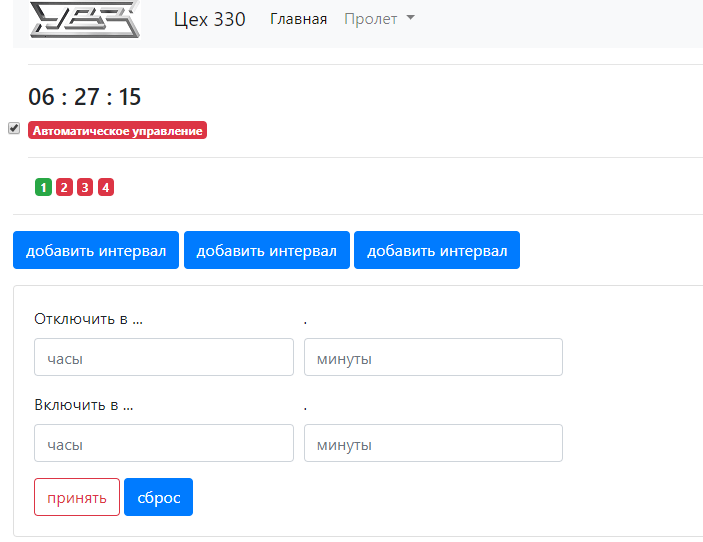 УВЗ Цех 330 Главная Пролет
06 : 27 : 15
Автоматическое управление
1 2 3 4
добавить интервал добавить интервал добавить интервал
Отключить в ... .
часы минуты
Включить в ... .
часы минуты
принять сброс